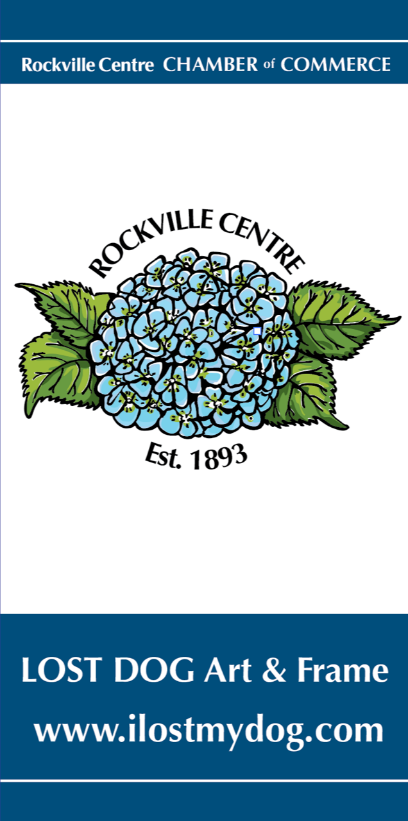 Rockville Centre CHAMBER of COMMERCE
ROCKVILLE CENTRE
Est. 1893
LOST DOG Art & Frame
www.ilostmydog.com